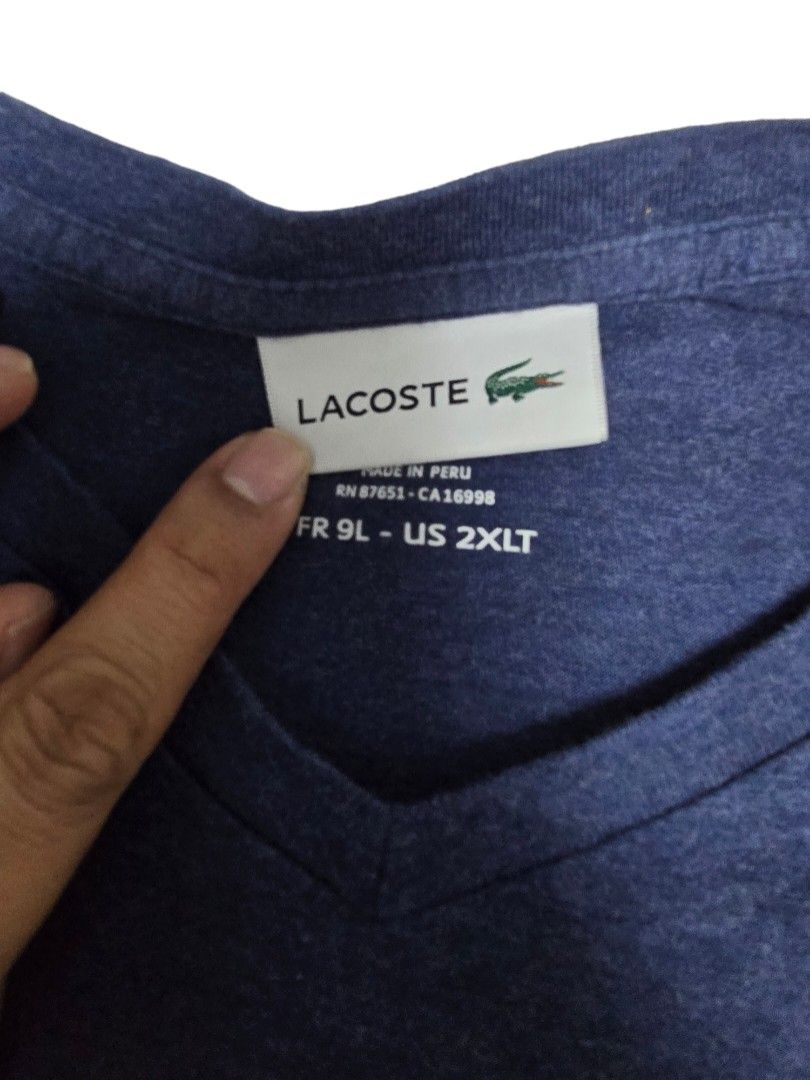 LACOSTE
MADE IN PERU
RN 87651 - CA 16998
FR 9L - US 2XLT